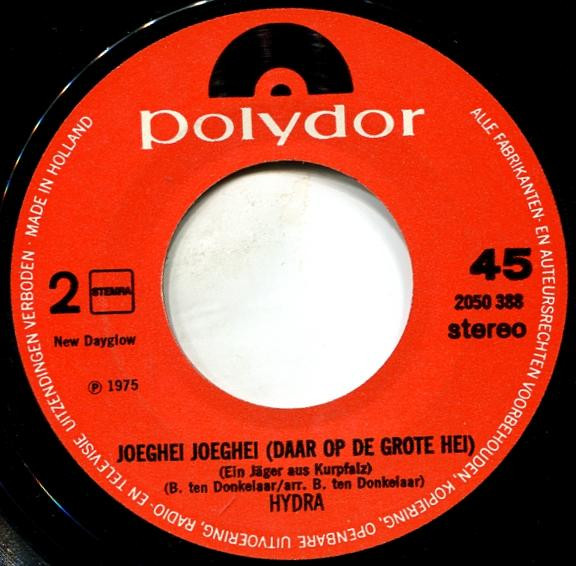 polydor
ALLE FABRIKANTEN- EN AUTEURSRECHTEN VOORBEHOUDEN, KOPIERING, OPENBARE UITVOERING, RADIO- EN TELEVISIE UITZENDINGEN VERBODEN · MADE IN HOLLAND
2
STEMRA
New Dayglow
℗ 1975
45
2050 388
stereo
JOEGHEI JOEGHEI (DAAR OP DE GROTE HEI)
(Ein Jäger aus Kurpfalz)
(B. ten Donkelaar/arr. B. ten Donkelaar)
HYDRA